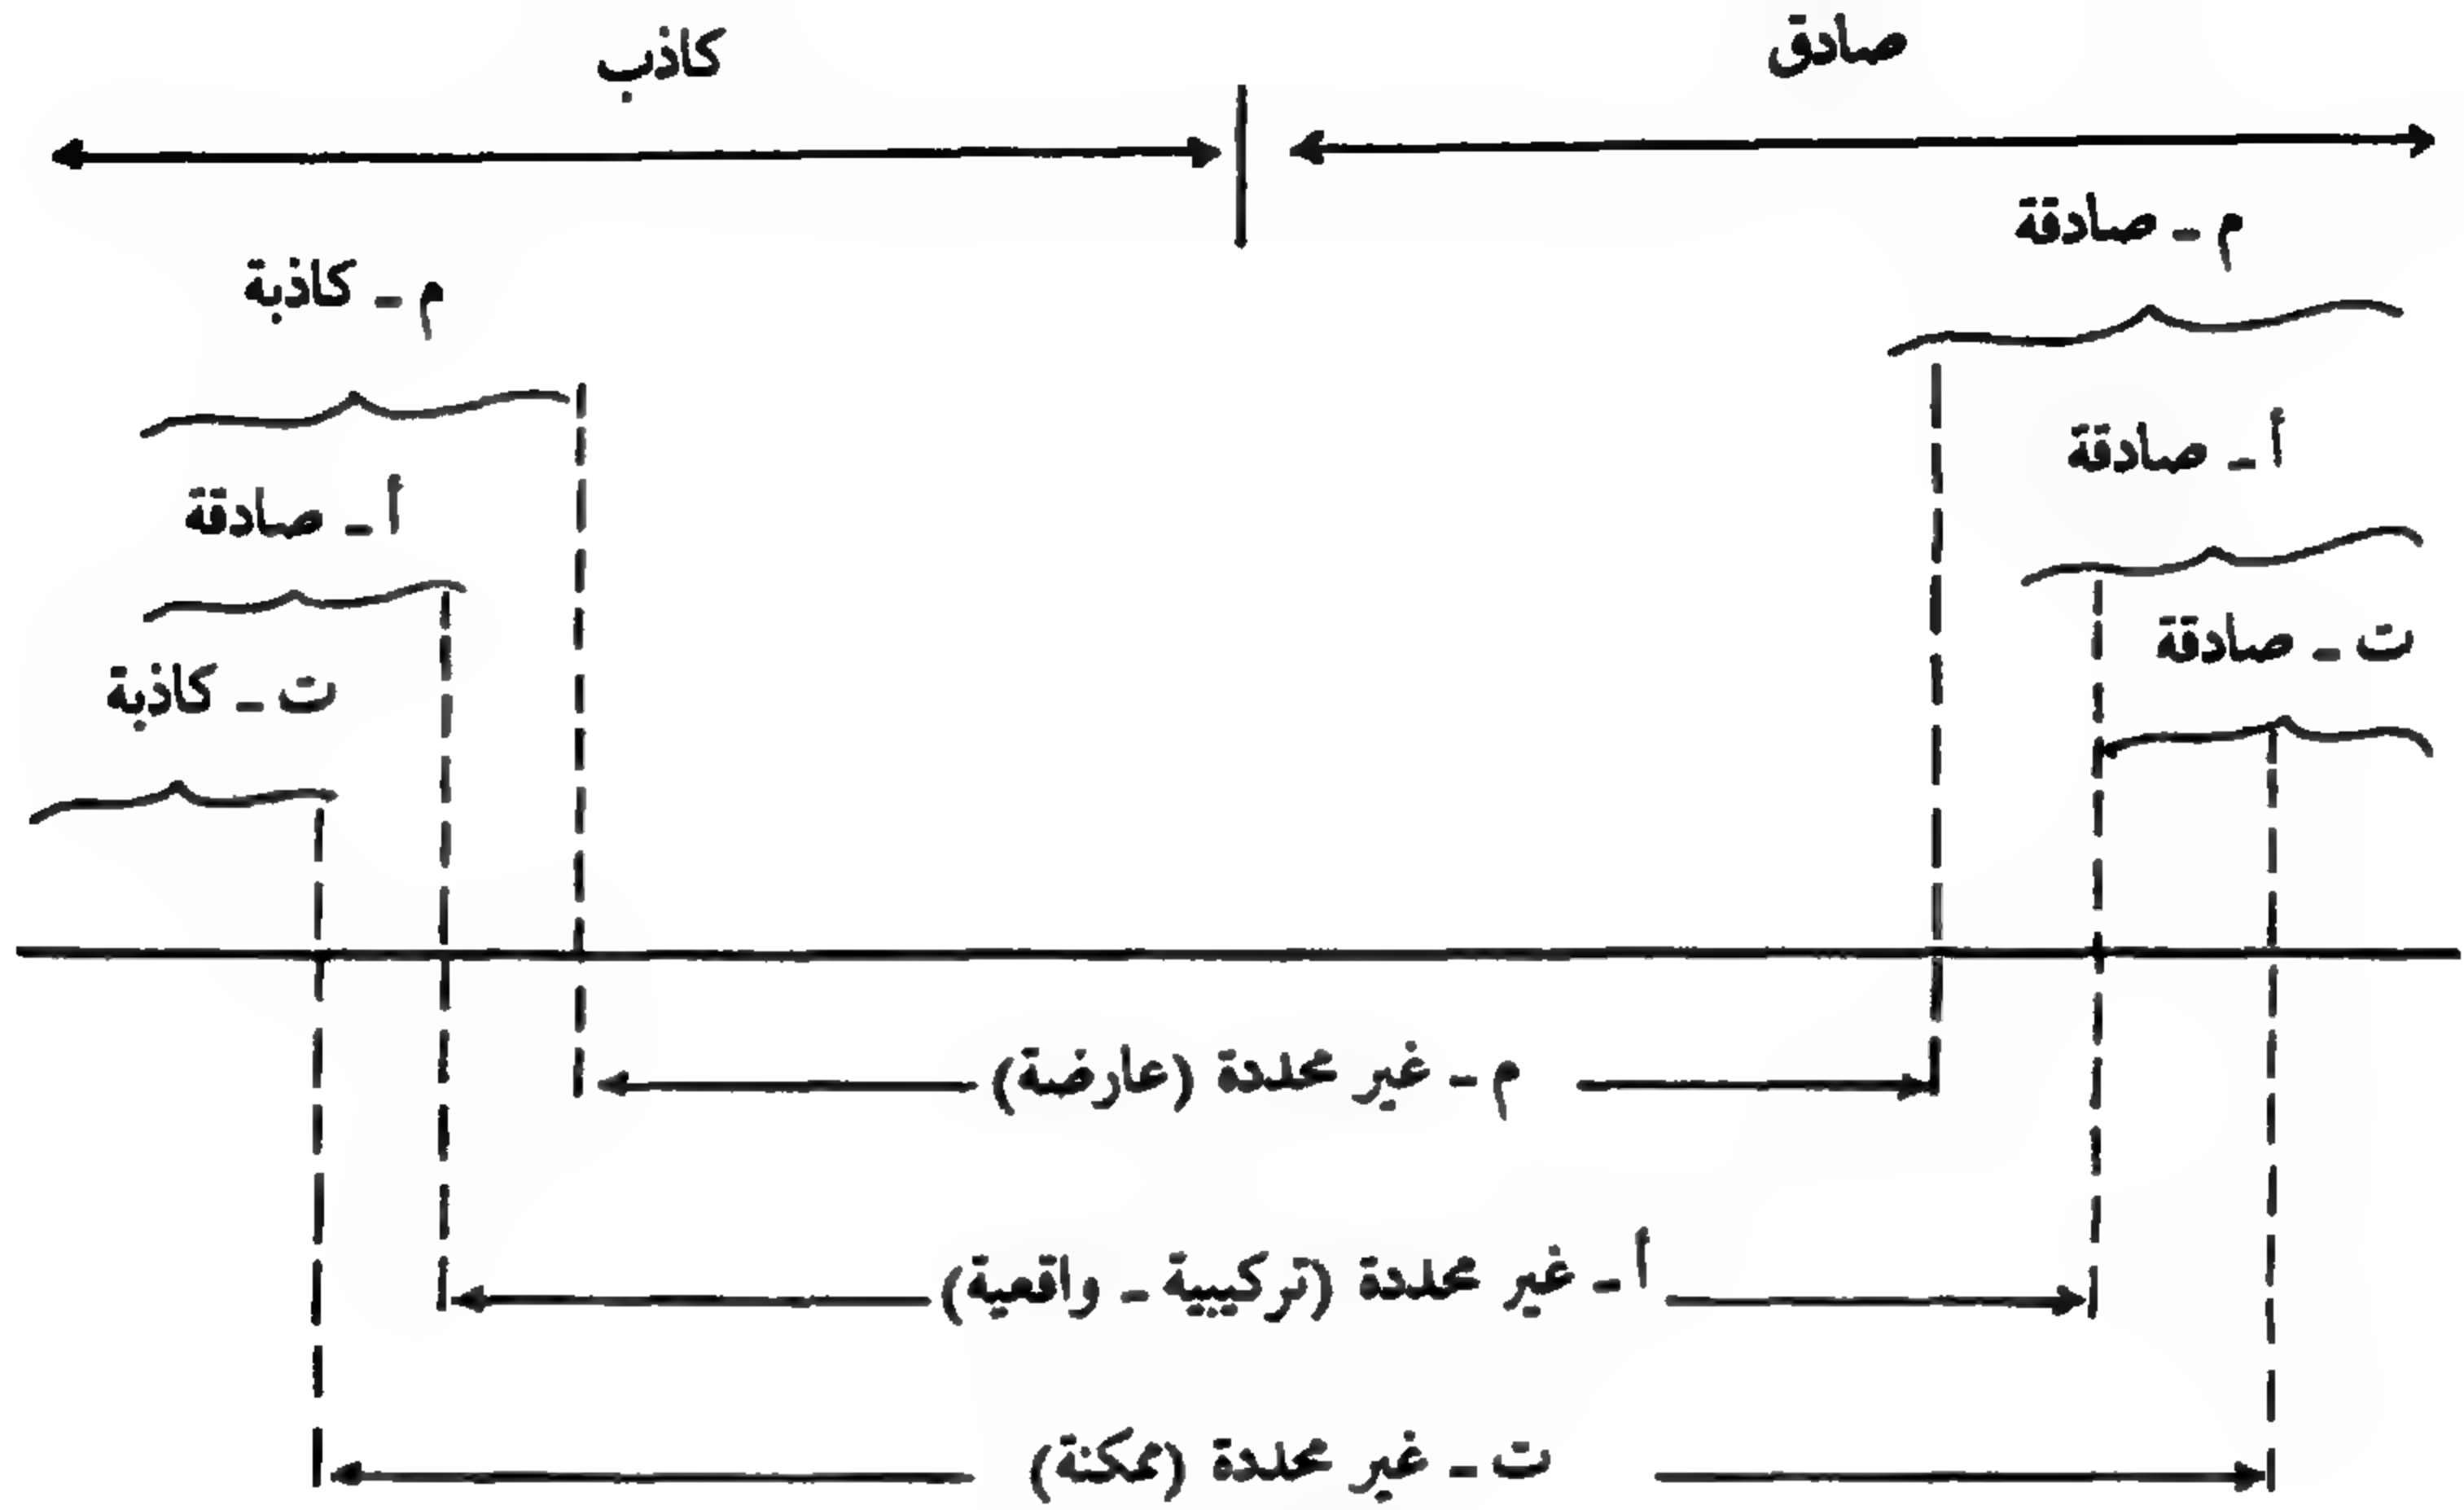 صادق
كاذب
م - صادقة
م - كاذبة
أ - صادقة
أ - صادقة
ت - صادقة
ت - كاذبة
م - غير محددة (عارضة)
أ - غير محددة (تركيبية - واقعية)
ت - غير محددة (ممكنة)